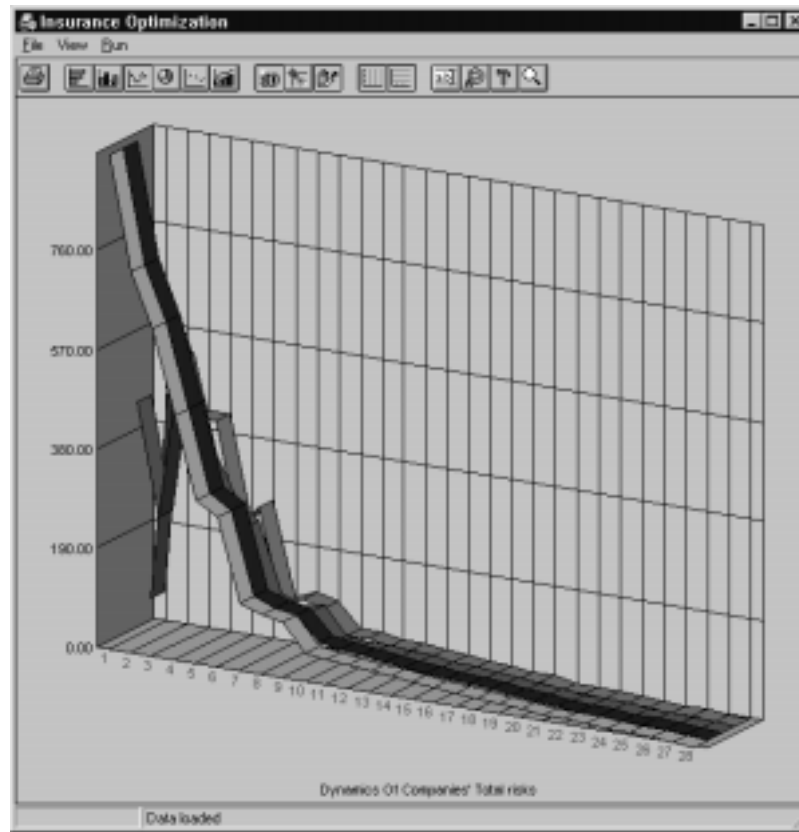 Insurance Optimization
File View Run
760.00
570.00
380.00
190.00
0.00
1 2 3 4 5 6 7 8 9 10 11 12 13 14 15 16 17 18 19 20 21 22 23 24 25 26 27 28
Dynamics Of Companies' Total risks
Data loaded